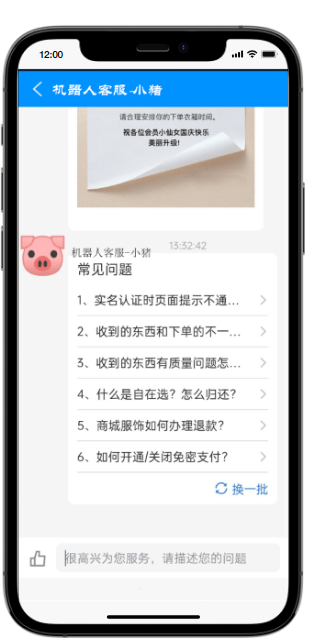 12:00
机器人客服-小猪
请合理安排你的下单衣箱时间。
祝各位会员小仙女国庆快乐
美丽升级!
13:32:42
机器人客服-小猪
常见问题
1、实名认证时页面提示不通...
2、收到的东西和下单的不一...
3、收到的东西有质量问题怎...
4、什么是自在选?怎么归还?
5、商城服饰如何办理退款?
6、如何开通/关闭免密支付?
换一批
很高兴为您服务，请描述您的问题